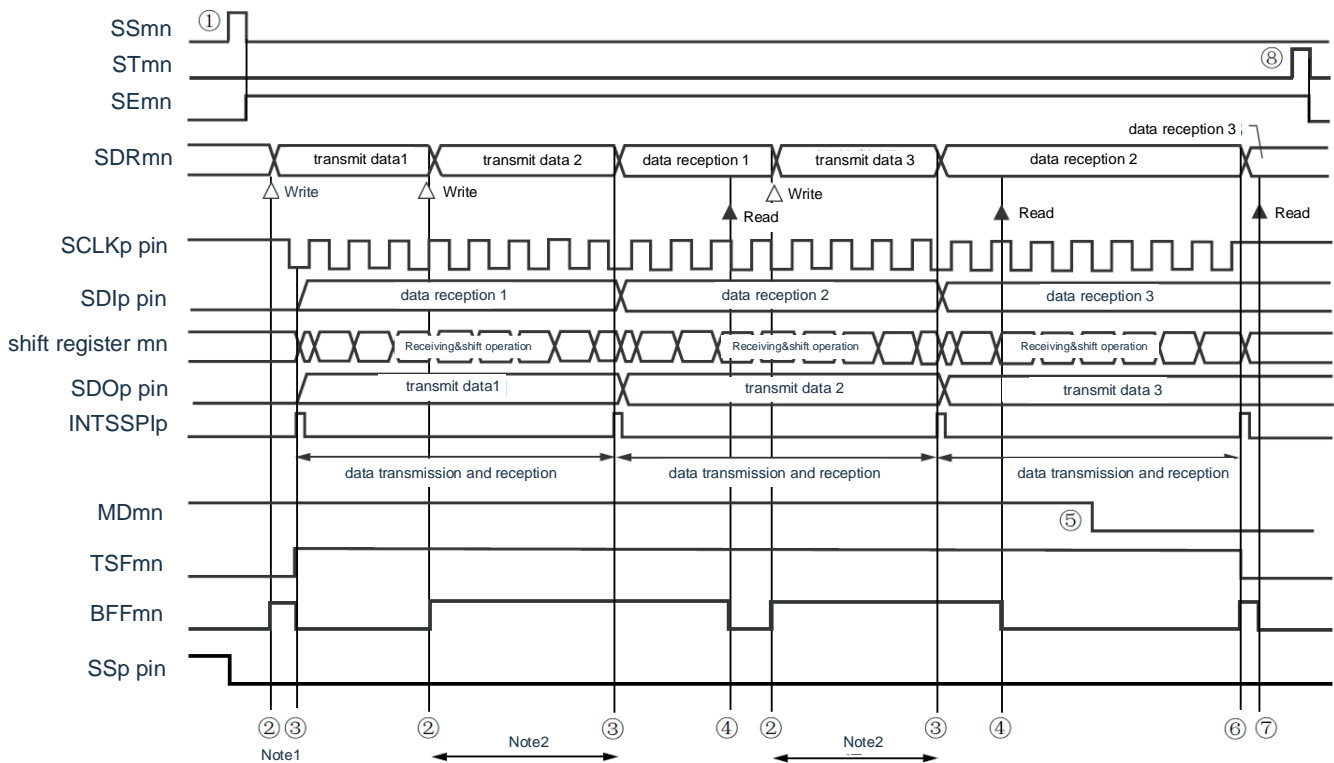 SSmn ①
STmn ⑧
SEmn
data reception 3
SDRmn transmit data1 transmit data 2 data reception 1 transmit data 3 data reception 2
Write Write Write
Read Read Read
SCLKp pin
SDIp pin data reception 1 data reception 2 data reception 3
shift register mn Receiving&shift operation Receiving&shift operation Receiving&shift operation
SDOp pin transmit data1 transmit data 2 transmit data 3
INTSSPIp
data transmission and reception data transmission and reception data transmission and reception
MDmn ⑤
TSFmn
BFFmn
SSp pin
② ③ ② ③ ④ ② ③ ④ ⑥ ⑦
Note1 Note2 Note2